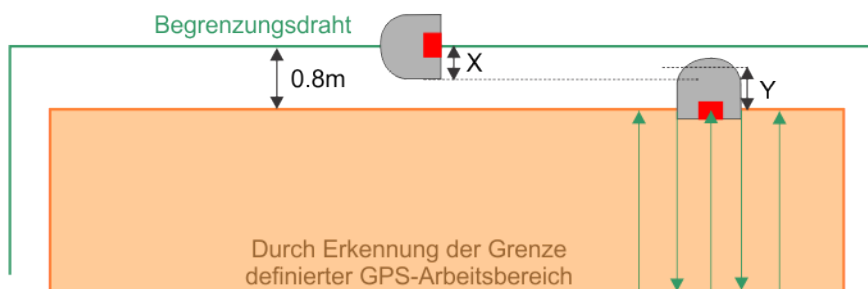 Begrenzungsdraht
X
0.8m
Y
Durch Erkennung der Grenze
definierter GPS-Arbeitsbereich